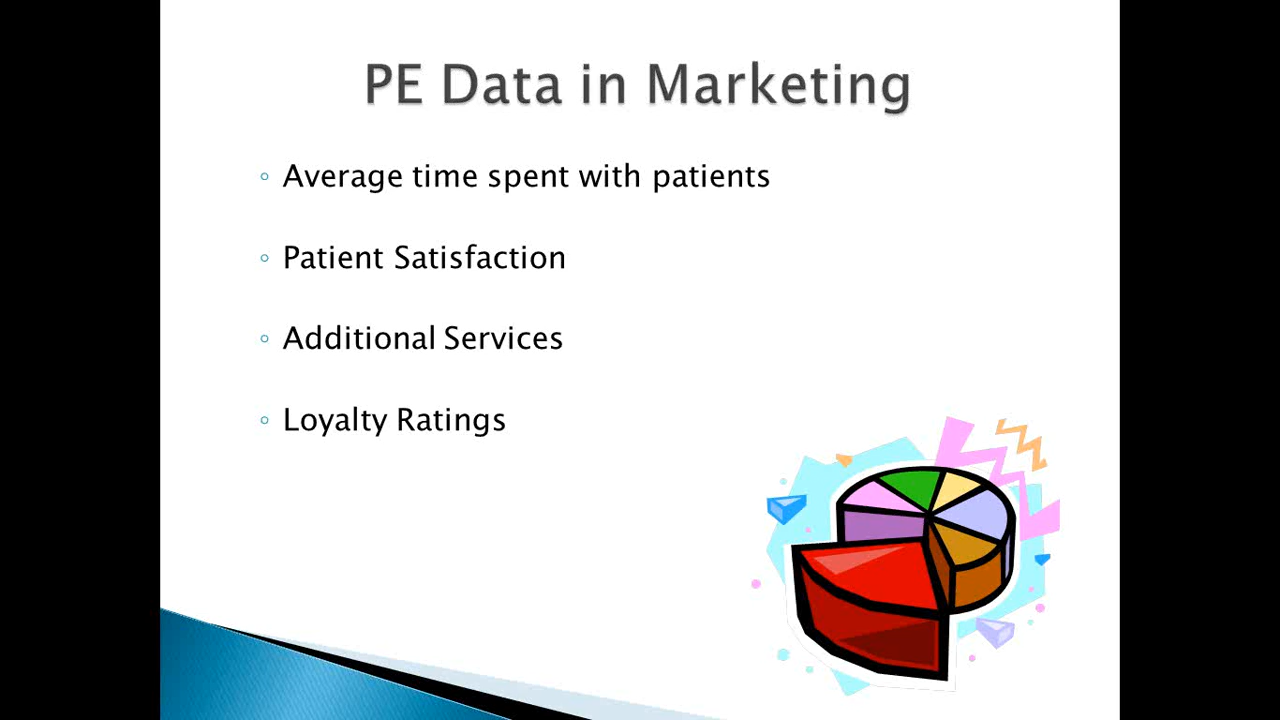 PE Data in Marketing
Average time spent with patients
Patient Satisfaction
Additional Services
Loyalty Ratings